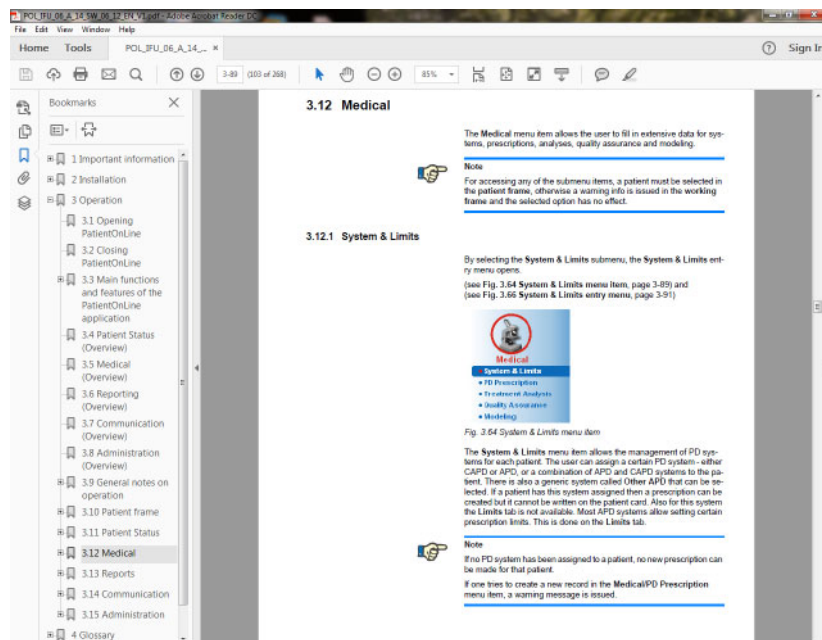 POL_IFU_06_A_14_SW_06_12_EN_V1.pdf - Adobe Acrobat Reader DC
File Edit View Window Help
Home Tools POL_IFU_06_A_14_... × Sign In
3-89 (103 of 268) 85%
Bookmarks
1 Important information
2 Installation
3 Operation
3.1 Opening
PatientOnLine
3.2 Closing
PatientOnLine
3.3 Main functions
and features of the
PatientOnLine
application
3.4 Patient Status
(Overview)
3.5 Medical
(Overview)
3.6 Reporting
(Overview)
3.7 Communication
(Overview)
3.8 Administration
(Overview)
3.9 General notes on
operation
3.10 Patient frame
3.11 Patient Status
3.12 Medical
3.13 Reports
3.14 Communication
3.15 Administration
4 Glossary
3.12 Medical
The Medical menu item allows the user to fill in extensive data for sys-
tems, prescriptions, analyses, quality assurance and modeling.
Note
For accessing any of the submenu items, a patient must be selected in
the patient frame, otherwise a warning info is issued in the working
frame and the selected option has no effect.
3.12.1 System & Limits
By selecting the System & Limits submenu, the System & Limits ent-
ry menu opens.
(see Fig. 3.64 System & Limits menu item, page 3-89) and
(see Fig. 3.66 System & Limits entry menu, page 3-91)
Medical
System & Limits
PD Prescription
Treatment Analysis
Quality Assurance
Modeling
Fig. 3.64 System & Limits menu item
The System & Limits menu item allows the management of PD sys-
tems for each patient. The user can assign a certain PD system - either
CAPD or APD, or a combination of APD and CAPD systems to the pa-
tient. There is also a generic system called Other APD that can be se-
lected. If a patient has this system assigned then a prescription can be
created but it cannot be written on the patient card. Also for this system
the Limits tab is not available. Most APD systems allow setting certain
prescription limits. This is done on the Limits tab.
Note
If no PD system has been assigned to a patient, no new prescription can
be made for that patient.
If one tries to create a new record in the Medical/PD Prescription
menu item, a warning message is issued.